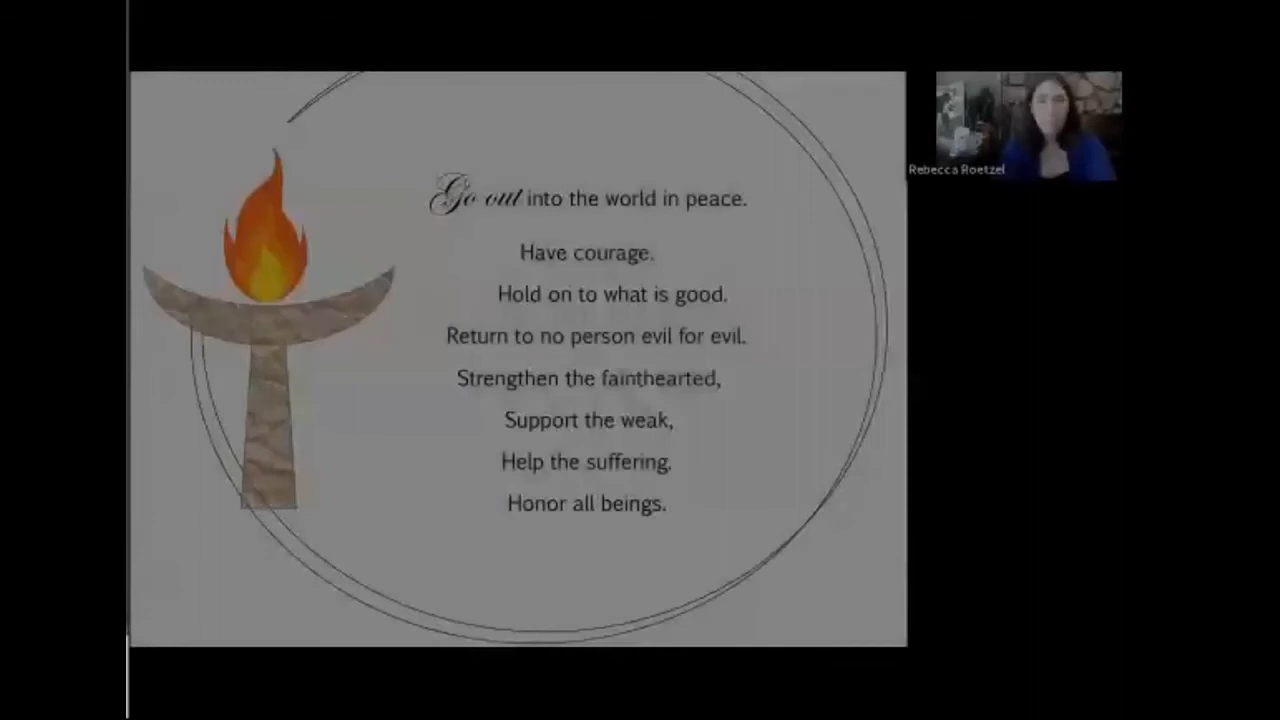 Go out into the world in peace.
Have courage.
Hold on to what is good.
Return to no person evil for evil.
Strengthen the fainthearted,
Support the weak,
Help the suffering,
Honor all beings.
Rebecca Roetzel